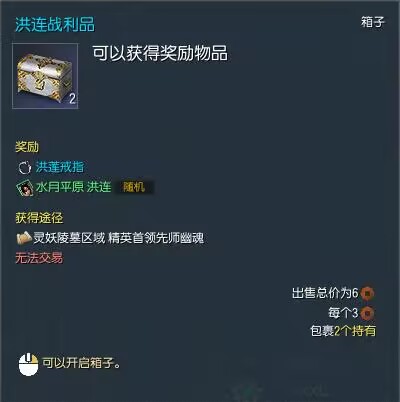 洪连战利品
箱子
可以获得奖励物品
2
奖励
洪莲戒指
水月平原 洪连 随机
获得途径
灵妖陵墓区域 精英首领先师幽魂
无法交易
出售总价为6
每个3
包裹2个持有
可以开启箱子。